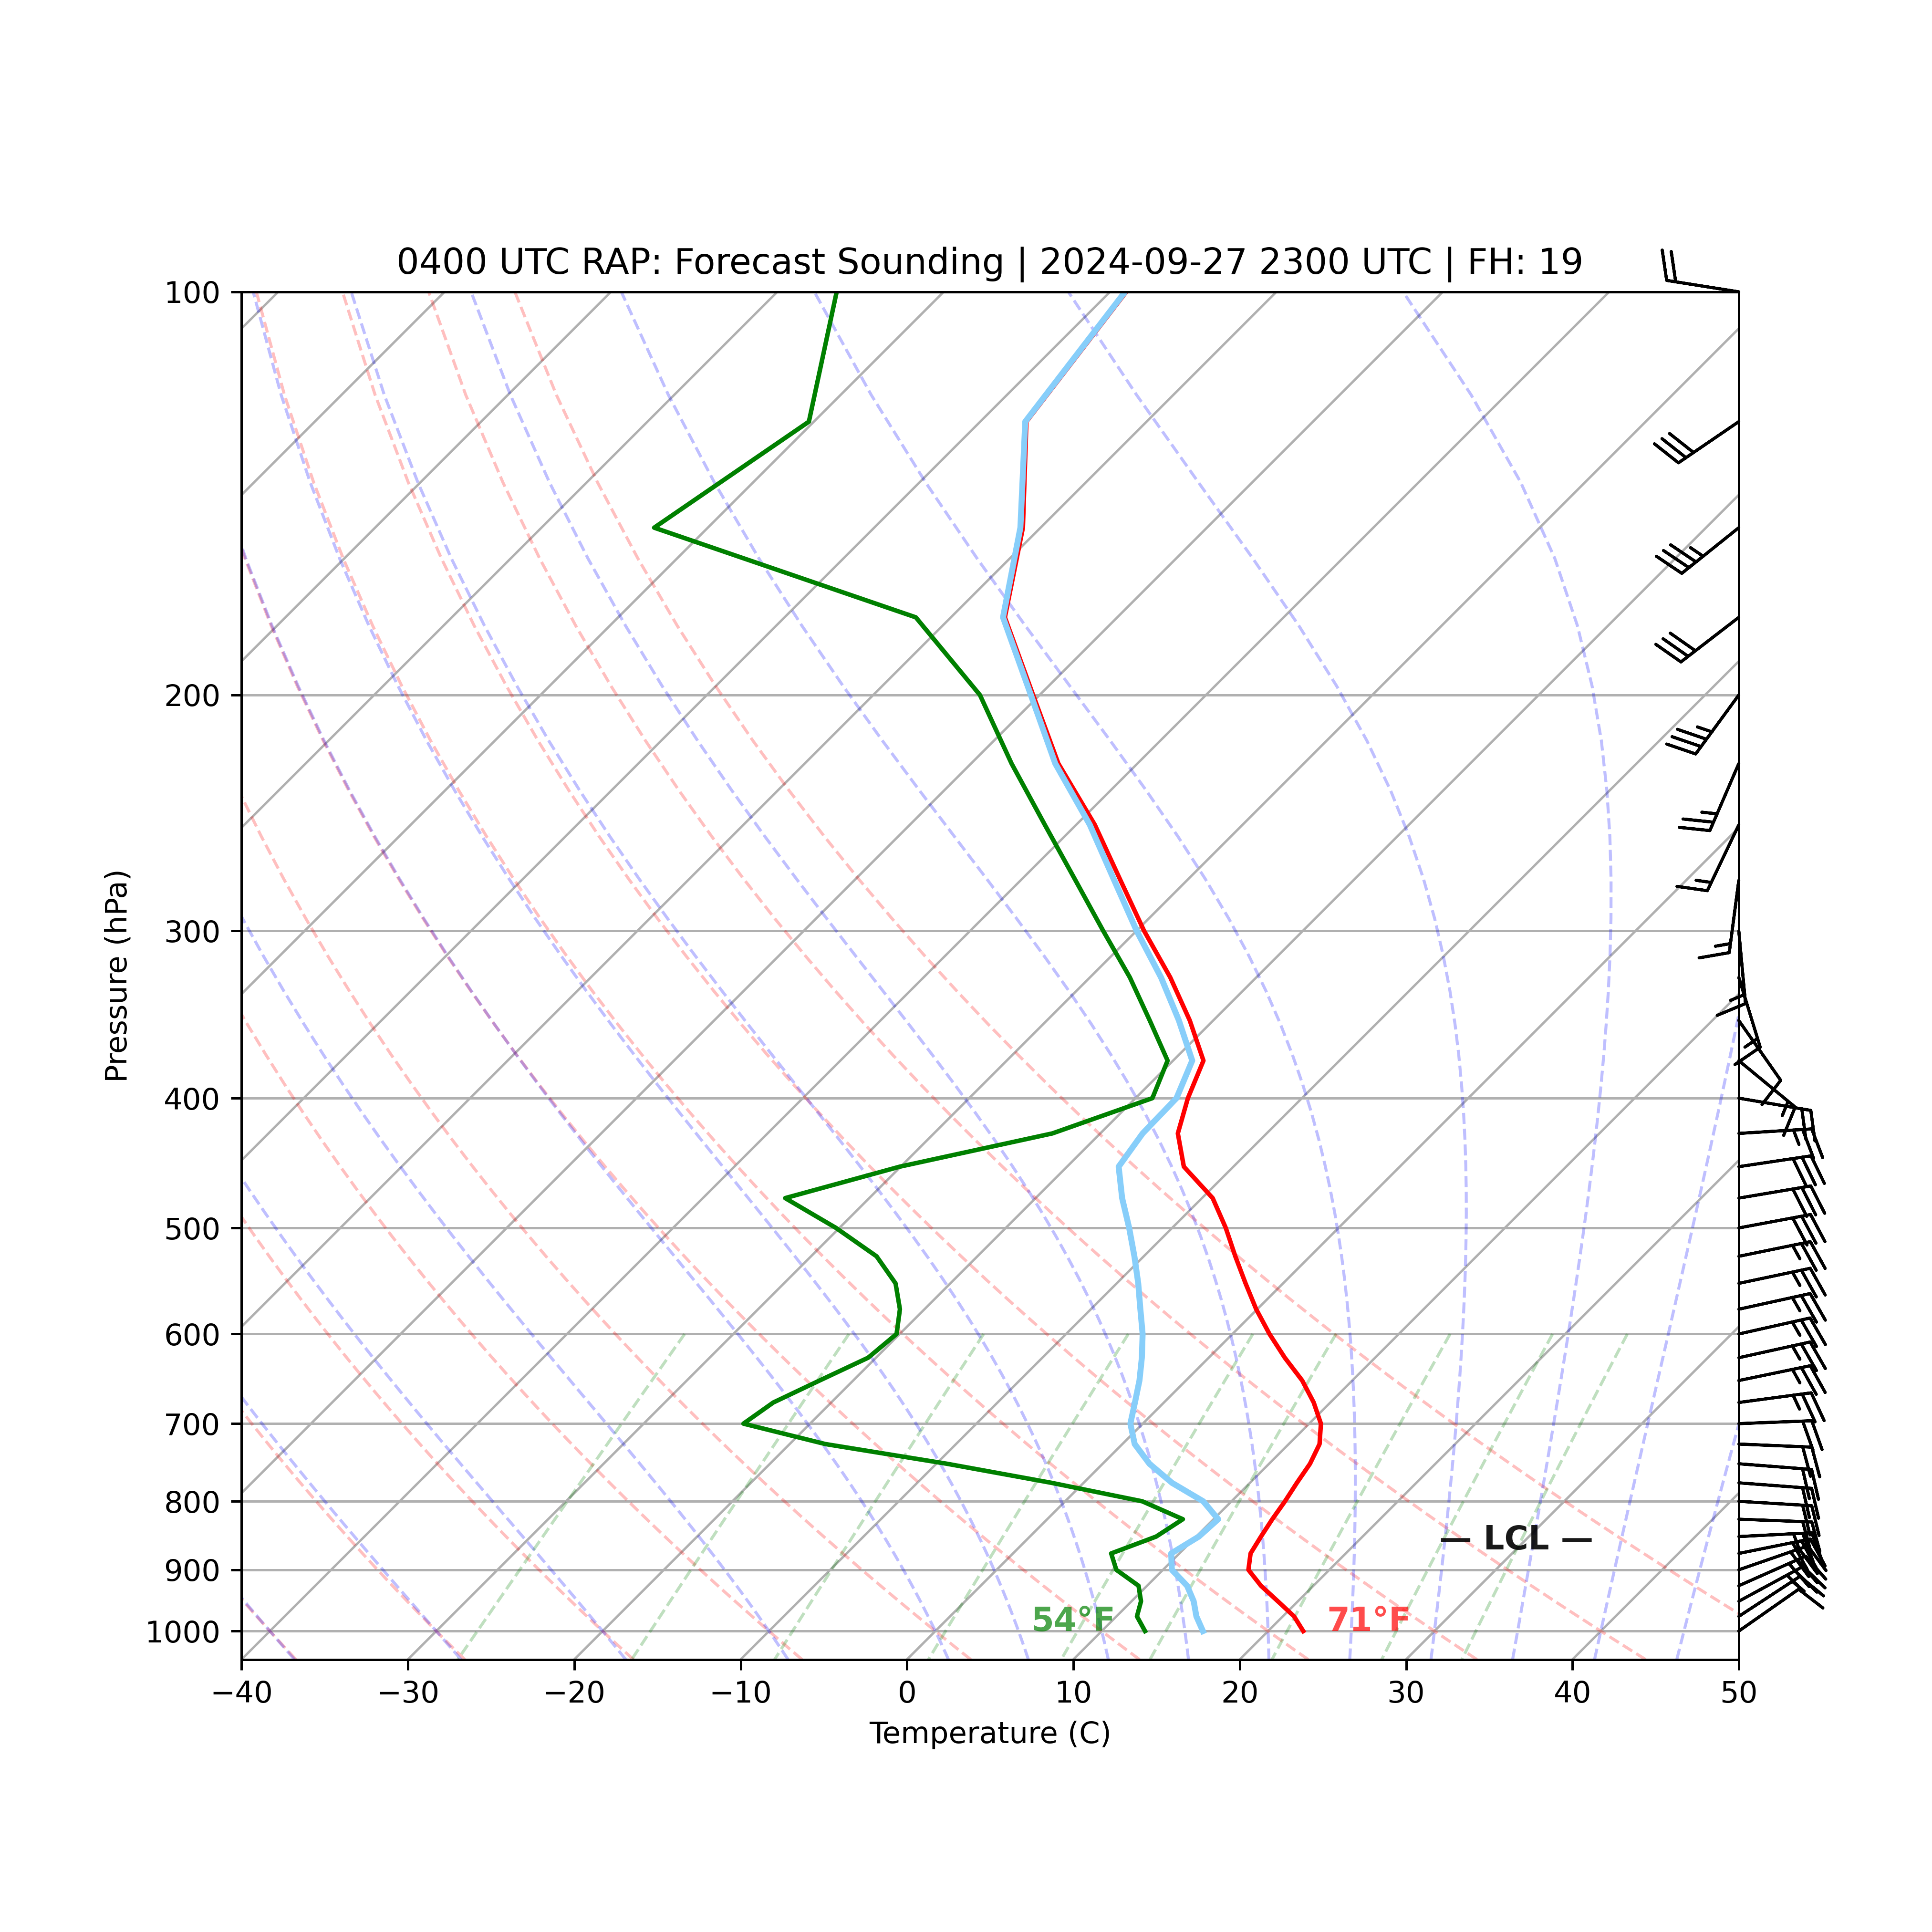 0400 UTC RAP: Forecast Sounding | 2024-09-27 2300 UTC | FH: 19
100
200
300
400
500
600
700
800
900
1000
Pressure (hPa)
— LCL —
54°F
71°F
−40 −30 −20 −10 0 10 20 30 40 50
Temperature (C)